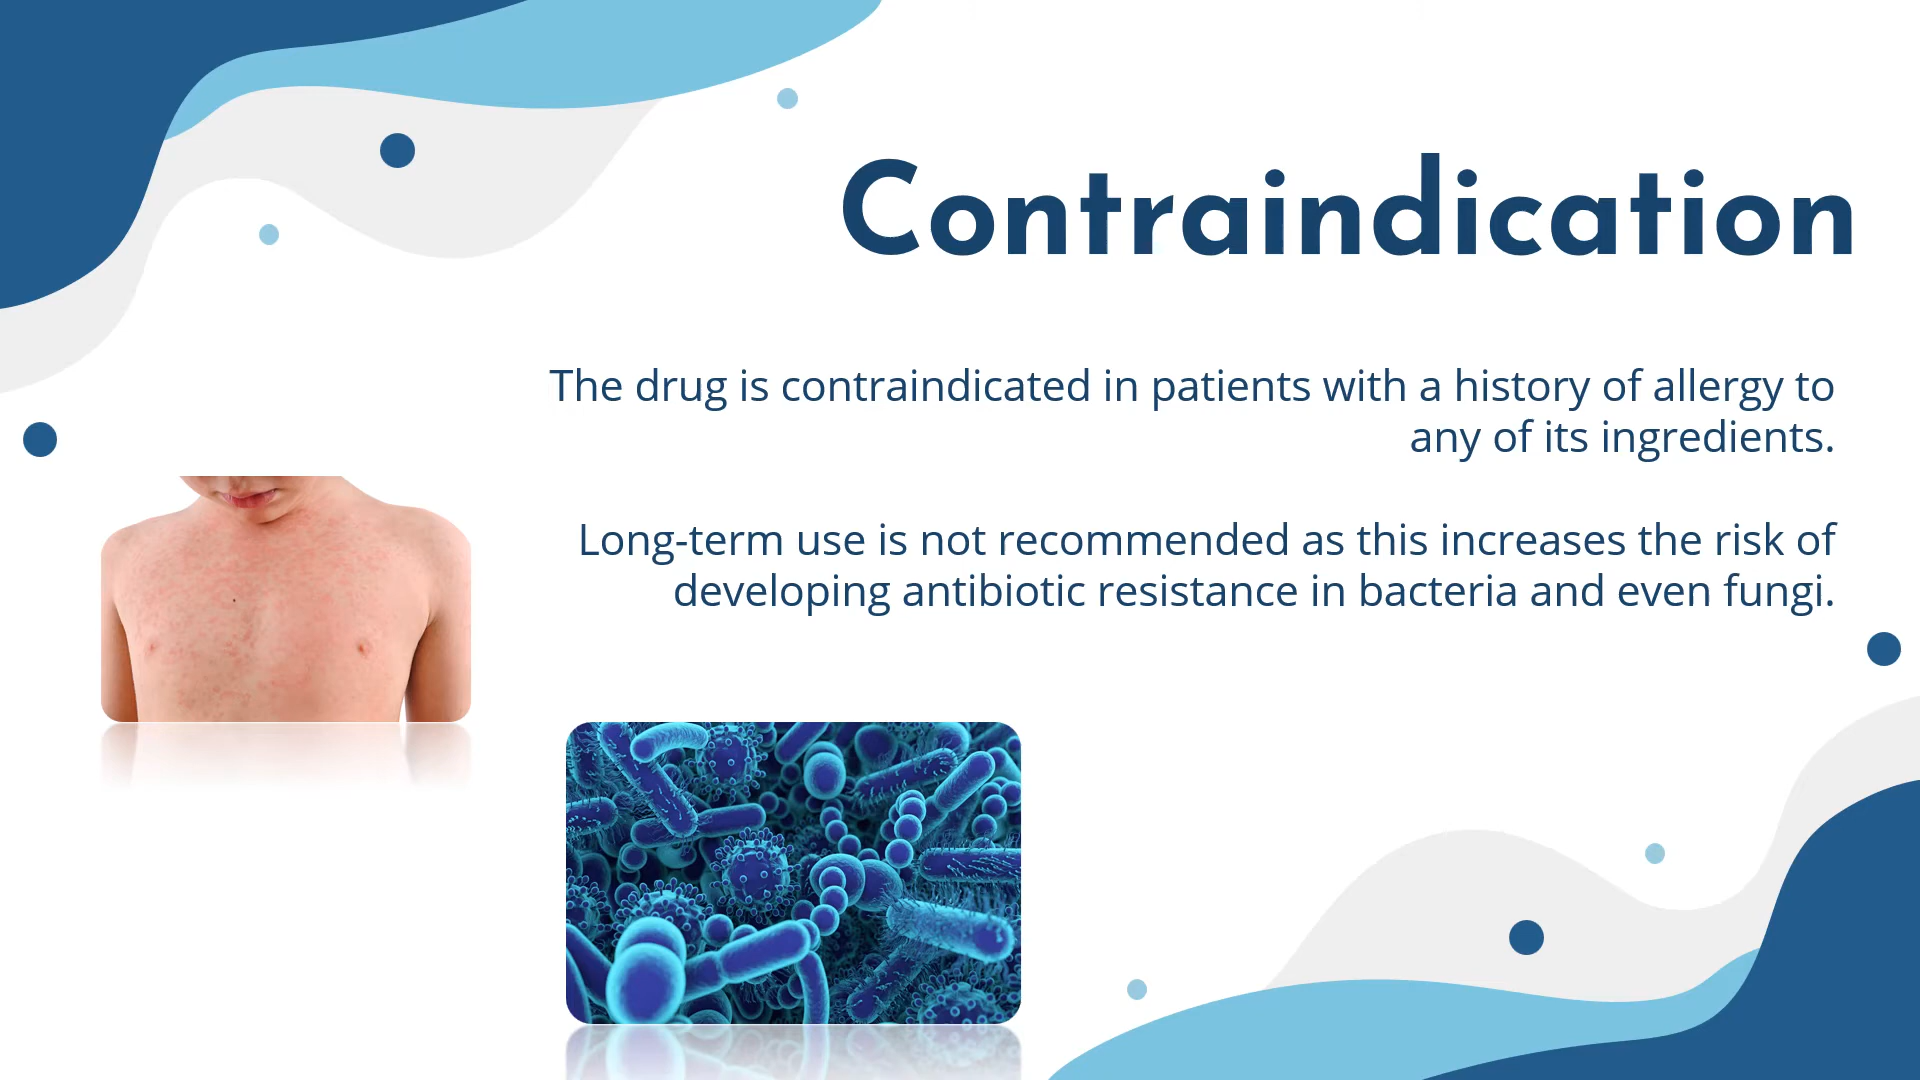 Contraindication
The drug is contraindicated in patients with a history of allergy to
any of its ingredients.
Long-term use is not recommended as this increases the risk of
developing antibiotic resistance in bacteria and even fungi.